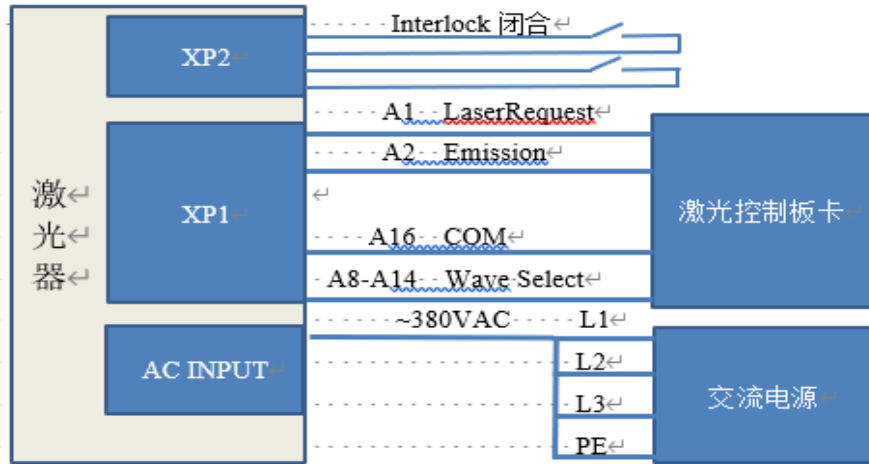 Interlock 闭合
XP2
A1 LaserRequest
A2 Emission
激
光
器
XP1
激光控制板卡
A16 COM
A8-A14 Wave Select
~380VAC L1
AC INPUT
L2
交流电源
L3
PE